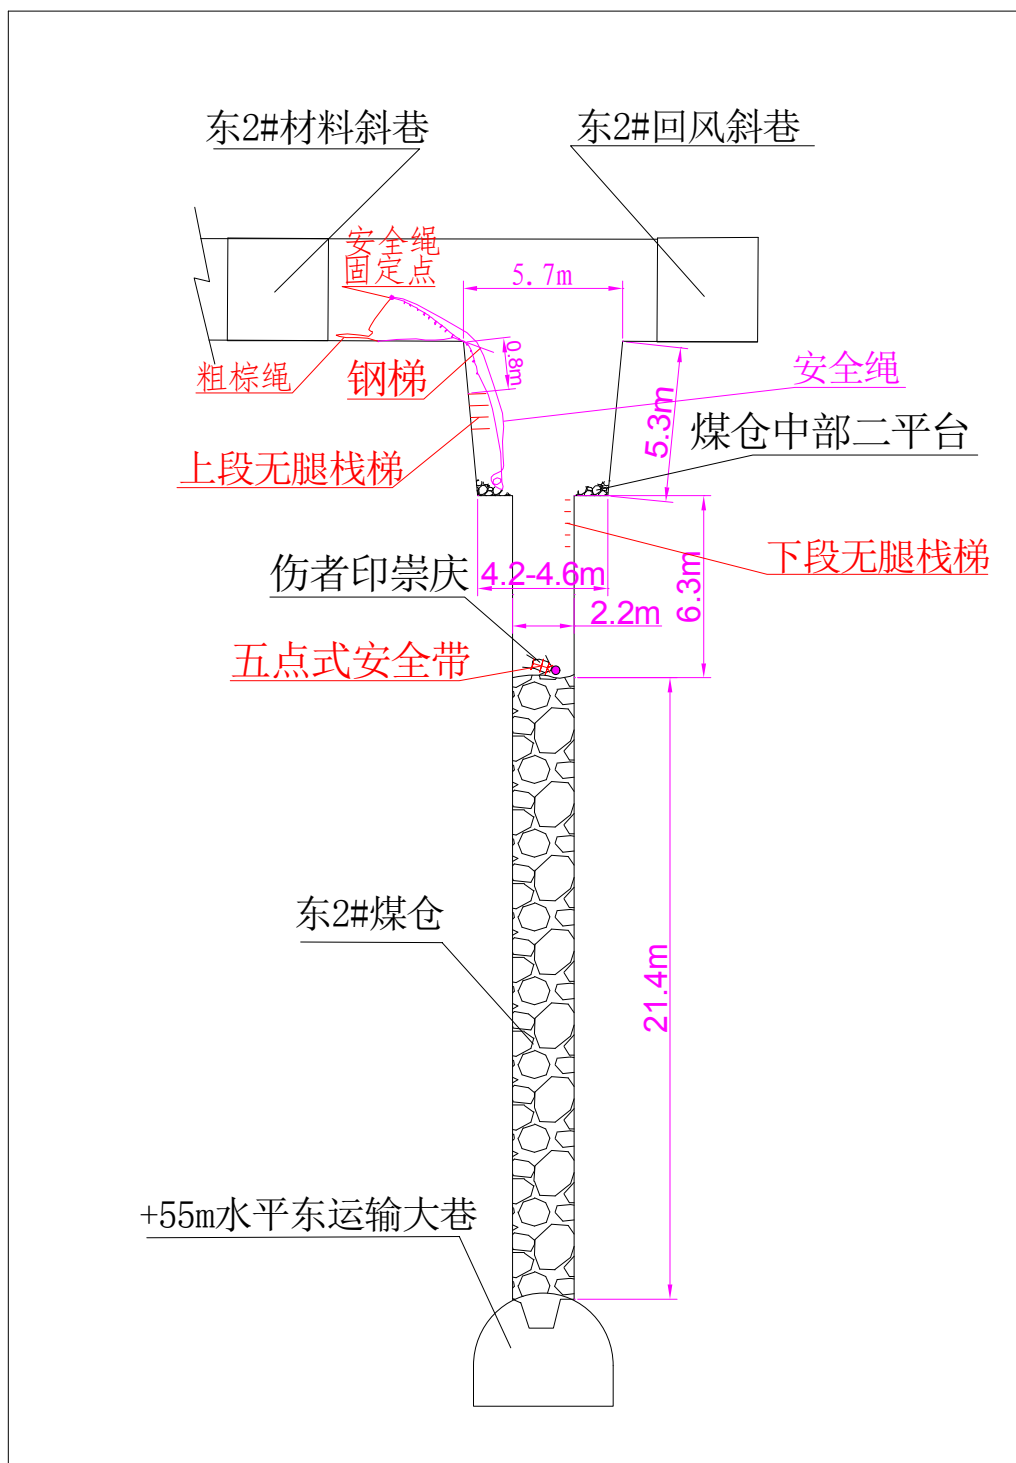 东2#材料斜巷
东2#回风斜巷
安全绳
固定点
5.7m
粗棕绳
钢梯
0.8m
安全绳
5.3m
煤仓中部二平台
上段无腿栈梯
下段无腿栈梯
伤者印崇庆
4.2-4.6m
6.3m
2.2m
五点式安全带
东2#煤仓
21.4m
+55m水平东运输大巷